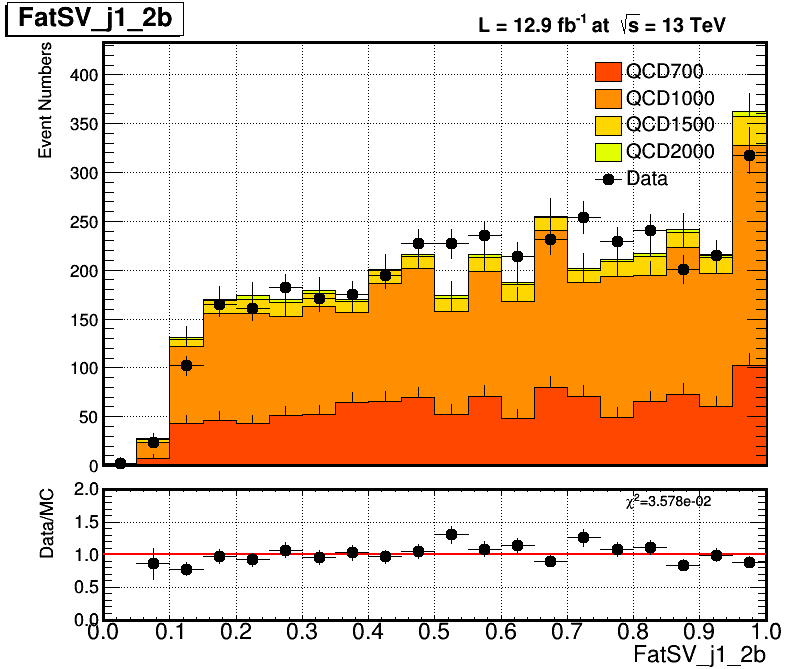 FatSV_j1_2b
L = 12.9 fb⁻¹ at √s = 13 TeV
Event Numbers
400
350
300
250
200
150
100
50
0
QCD700
QCD1000
QCD1500
QCD2000
Data
Data/MC
2.0
1.5
1.0
0.5
0.0
χ²=3.578e-02
0.0 0.1 0.2 0.3 0.4 0.5 0.6 0.7 0.8 0.9 1.0
FatSV_j1_2b